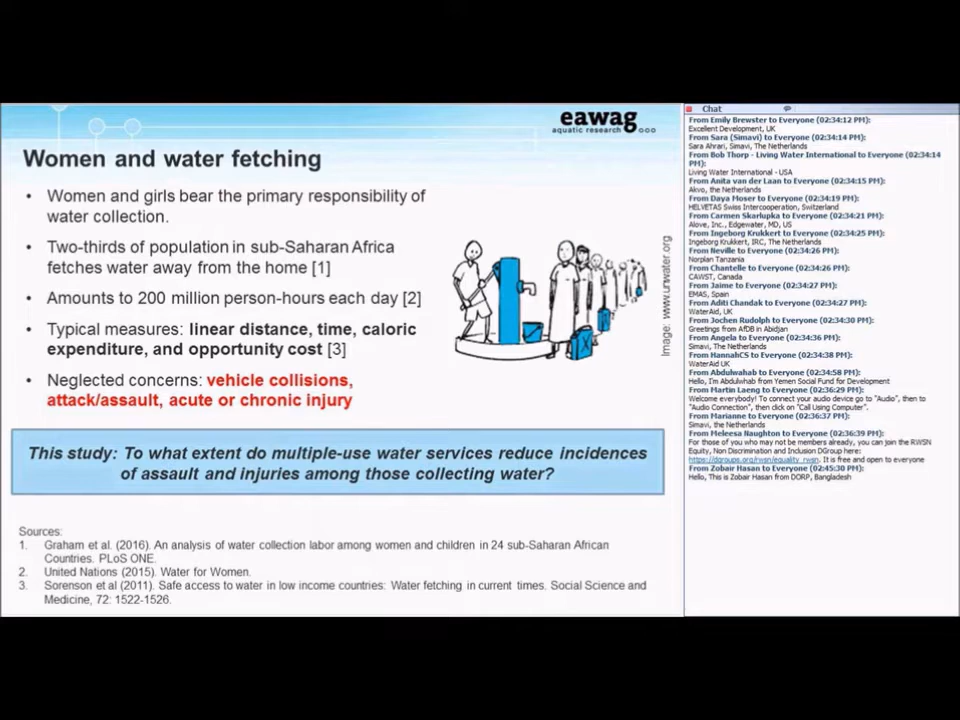 eawag
aquatic research
Women and water fetching
• Women and girls bear the primary responsibility of
water collection.
• Two-thirds of population in sub-Saharan Africa
fetches water away from the home [1]
• Amounts to 200 million person-hours each day [2]
• Typical measures: linear distance, time, caloric
expenditure, and opportunity cost [3]
• Neglected concerns: vehicle collisions,
attack/assault, acute or chronic injury
Image: www.unwater.org
This study: To what extent do multiple-use water services reduce incidences
of assault and injuries among those collecting water?
Sources:
1. Graham et al. (2016). An analysis of water collection labor among women and children in 24 sub-Saharan African
Countries. PLoS ONE.
2. United Nations (2015). Water for Women.
3. Sorenson et al (2011). Safe access to water in low income countries: Water fetching in current times. Social Science and
Medicine, 72: 1522-1526.
Chat
From Emily Brewster to Everyone (02:34:12 PM):
Excellent Development, UK
From Sara (Simavi) to Everyone (02:34:14 PM):
Sara Ahrari, Simavi, The Netherlands
From Bob Thorp - Living Water International to Everyone (02:34:14
PM):
Living Water International - USA
From Anita van der Laan to Everyone (02:34:15 PM):
Akvo, the Netherlands
From Daya Moser to Everyone (02:34:19 PM):
HELVETAS Swiss Intercooperation, Switzerland
From Carmen Skarlupka to Everyone (02:34:21 PM):
Alove, Inc., Edgewater, MD, US
From Ingeborg Krukkert to Everyone (02:34:25 PM):
Ingeborg Krukkert, IRC, The Netherlands
From Neville to Everyone (02:34:26 PM):
Norplan Tanzania
From Chantelle to Everyone (02:34:26 PM):
CAWST, Canada
From Jaime to Everyone (02:34:27 PM):
EMAS, Spain
From Aditi Chandak to Everyone (02:34:27 PM):
WaterAid, UK
From Jochen Rudolph to Everyone (02:34:30 PM):
Greetings from AfDB in Abidjan
From Angela to Everyone (02:34:36 PM):
Simavi, The Netherlands
From HannahCS to Everyone (02:34:38 PM):
WaterAid UK
From Abdulwahab to Everyone (02:34:58 PM):
Hello, I'm Abdulwhab from Yemen Social Fund for Development
From Martin Laeng to Everyone (02:36:29 PM):
Welcome everybody! To connect your audio device go to "Audio", then to
"Audio Connection", then click on "Call Using Computer".
From Marianne to Everyone (02:36:37 PM):
Simavi, the Netherlands
From Meleesa Naughton to Everyone (02:36:39 PM):
For those of you who may not be members already, you can join the RWSN
Equity, Non Discrimination and Inclusion DGroup here:
https://dgroups.org/rwsn/equality_rwsn. It is free and open to everyone
From Zobair Hasan to Everyone (02:45:30 PM):
Hello, This is Zobair Hasan from DORP, Bangladesh